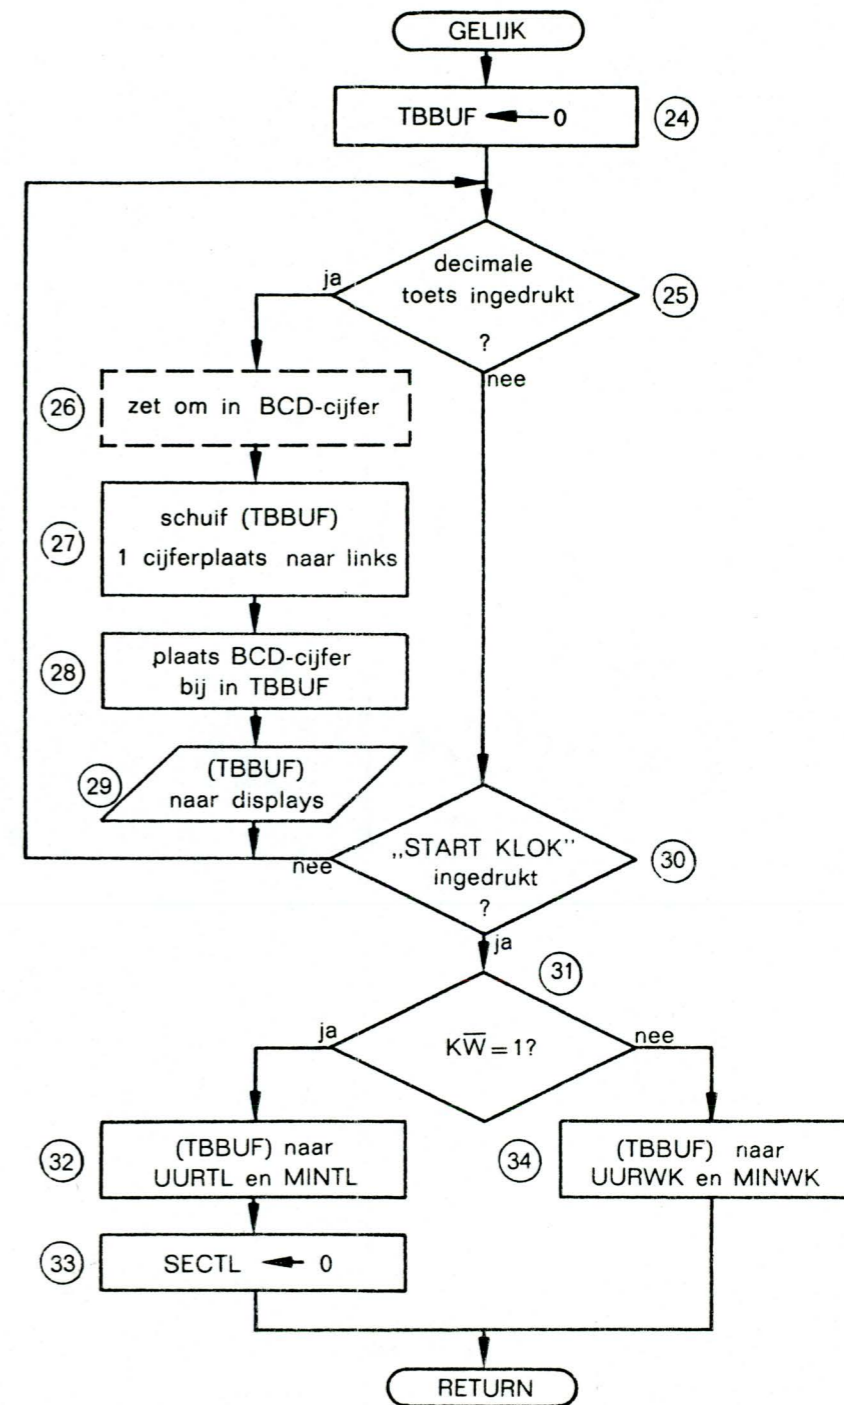 GELIJK
TBBUF 0
24
decimale
toets ingedrukt
?
25
ja
nee
26
zet om in BCD-cijfer
27
schuif (TBBUF)
1 cijferplaats naar links
28
plaats BCD-cijfer
bij in TBBUF
29
(TBBUF)
naar displays
„START KLOK"
ingedrukt
?
30
nee
ja
31
KW̅ = 1?
ja
nee
32
(TBBUF) naar
UURTL en MINTL
34
(TBBUF) naar
UURWK en MINWK
33
SECTL 0
RETURN